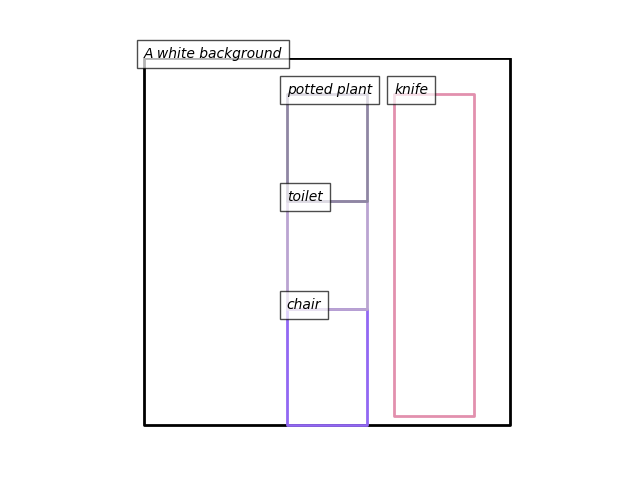 A white background
potted plant
knife
toilet
chair